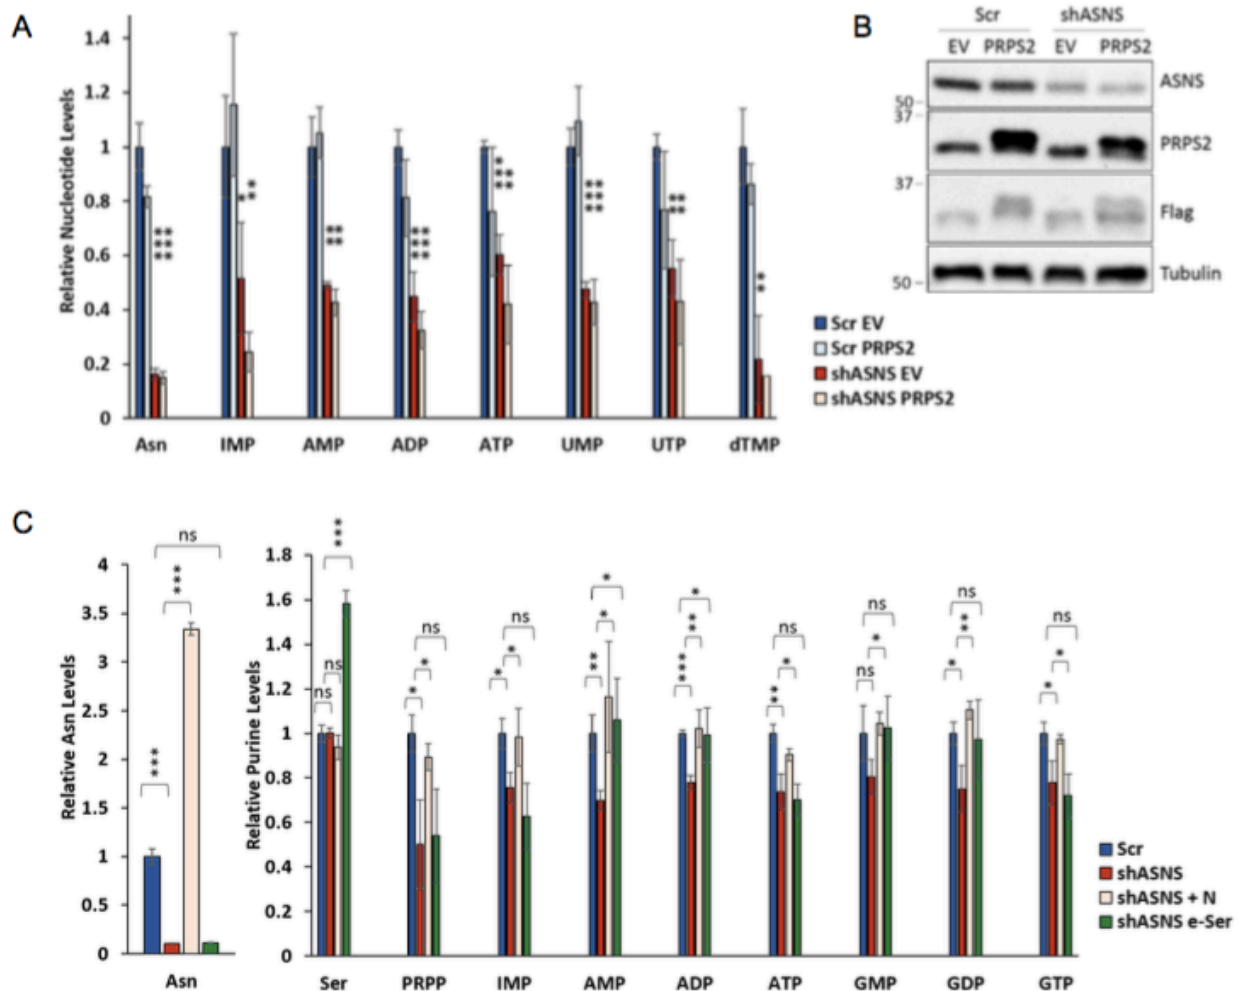 A
Relative Nucleotide Levels
1.4
1.2
1
0.8
0.6
0.4
0.2
0
***
***
*
**
**
**
***
***
***
**
***
***
**
**
**
Asn IMP AMP ADP ATP UMP UTP dTMP
Scr EV
Scr PRPS2
shASNS EV
shASNS PRPS2
B
Scr shASNS
EV PRPS2 EV PRPS2
ASNS
50
37
PRPS2
37
Flag
50
Tubulin
C
Relative Asn Levels
4
3.5
3
2.5
2
1.5
1
0.5
0
ns
***
***
Asn
Relative Purine Levels
1.8
1.6
1.4
1.2
1
0.8
0.6
0.4
0.2
0
***
ns
ns
ns
*
*
ns
*
*
*
*
**
*
**
***
ns
*
**
ns
*
ns
ns
**
*
ns
*
*
Ser PRPP IMP AMP ADP ATP GMP GDP GTP
Scr
shASNS
shASNS + N
shASNS e-Ser